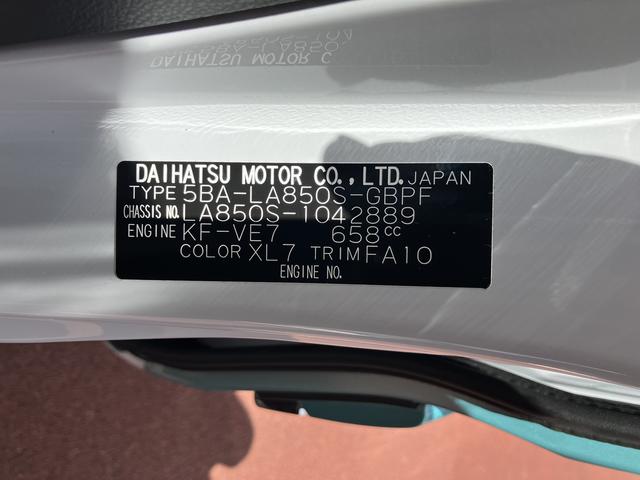 DAIHATSU MOTOR CO., LTD. JAPAN
TYPE 5BA-LA850S-GBPF
CHASSIS NO. LA850S-1042889
ENGINE KF-VE7 658CC
COLOR XL7 TRIM FA10
ENGINE NO.